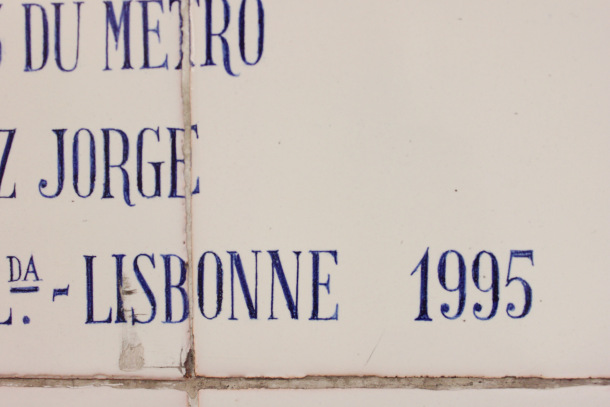 DU METRO
Z JORGE
DA
L. - LISBONNE 1995